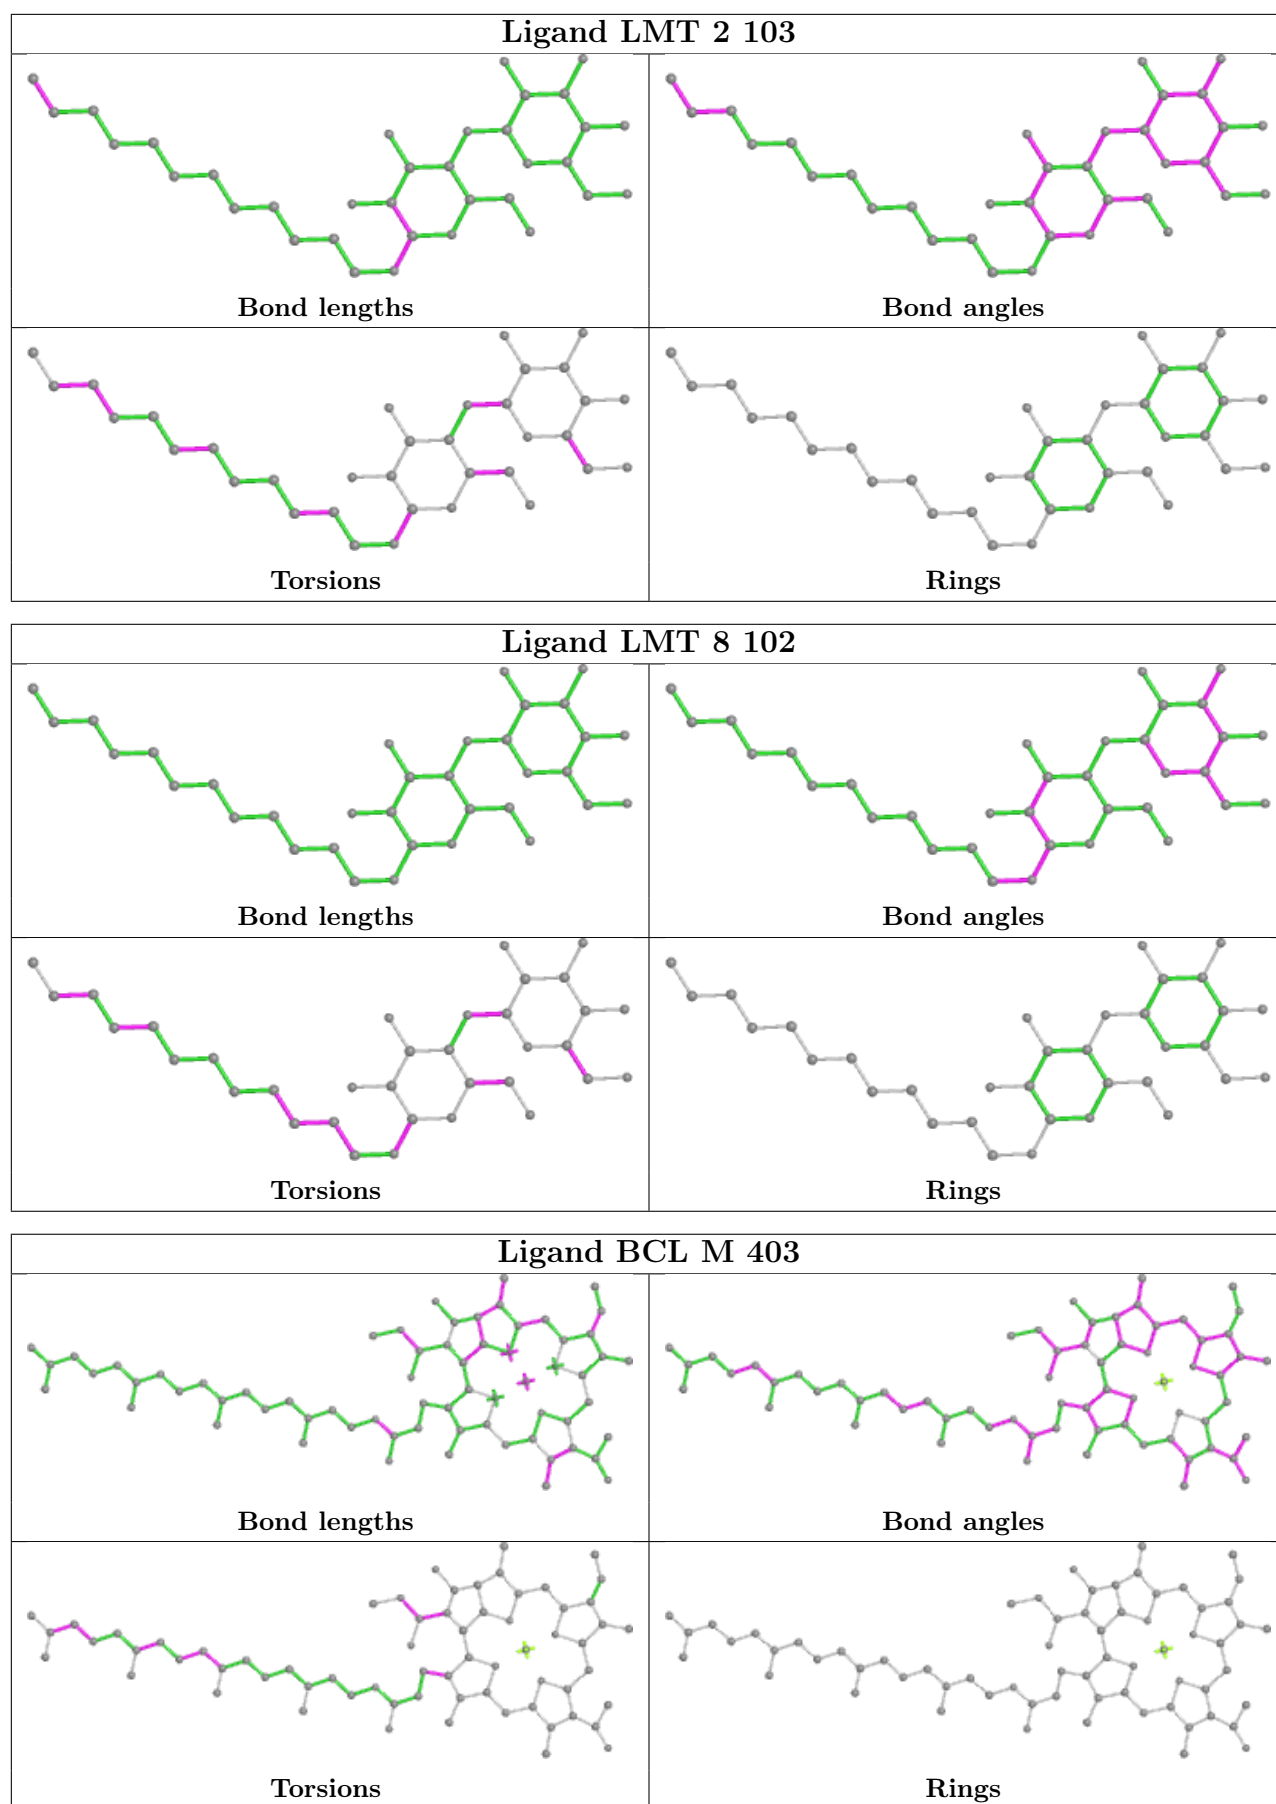 Ligand LMT 2 103
Bond lengths
Bond angles
Torsions
Rings
Ligand LMT 8 102
Bond lengths
Bond angles
Torsions
Rings
Ligand BCL M 403
Bond lengths
Bond angles
Torsions
Rings